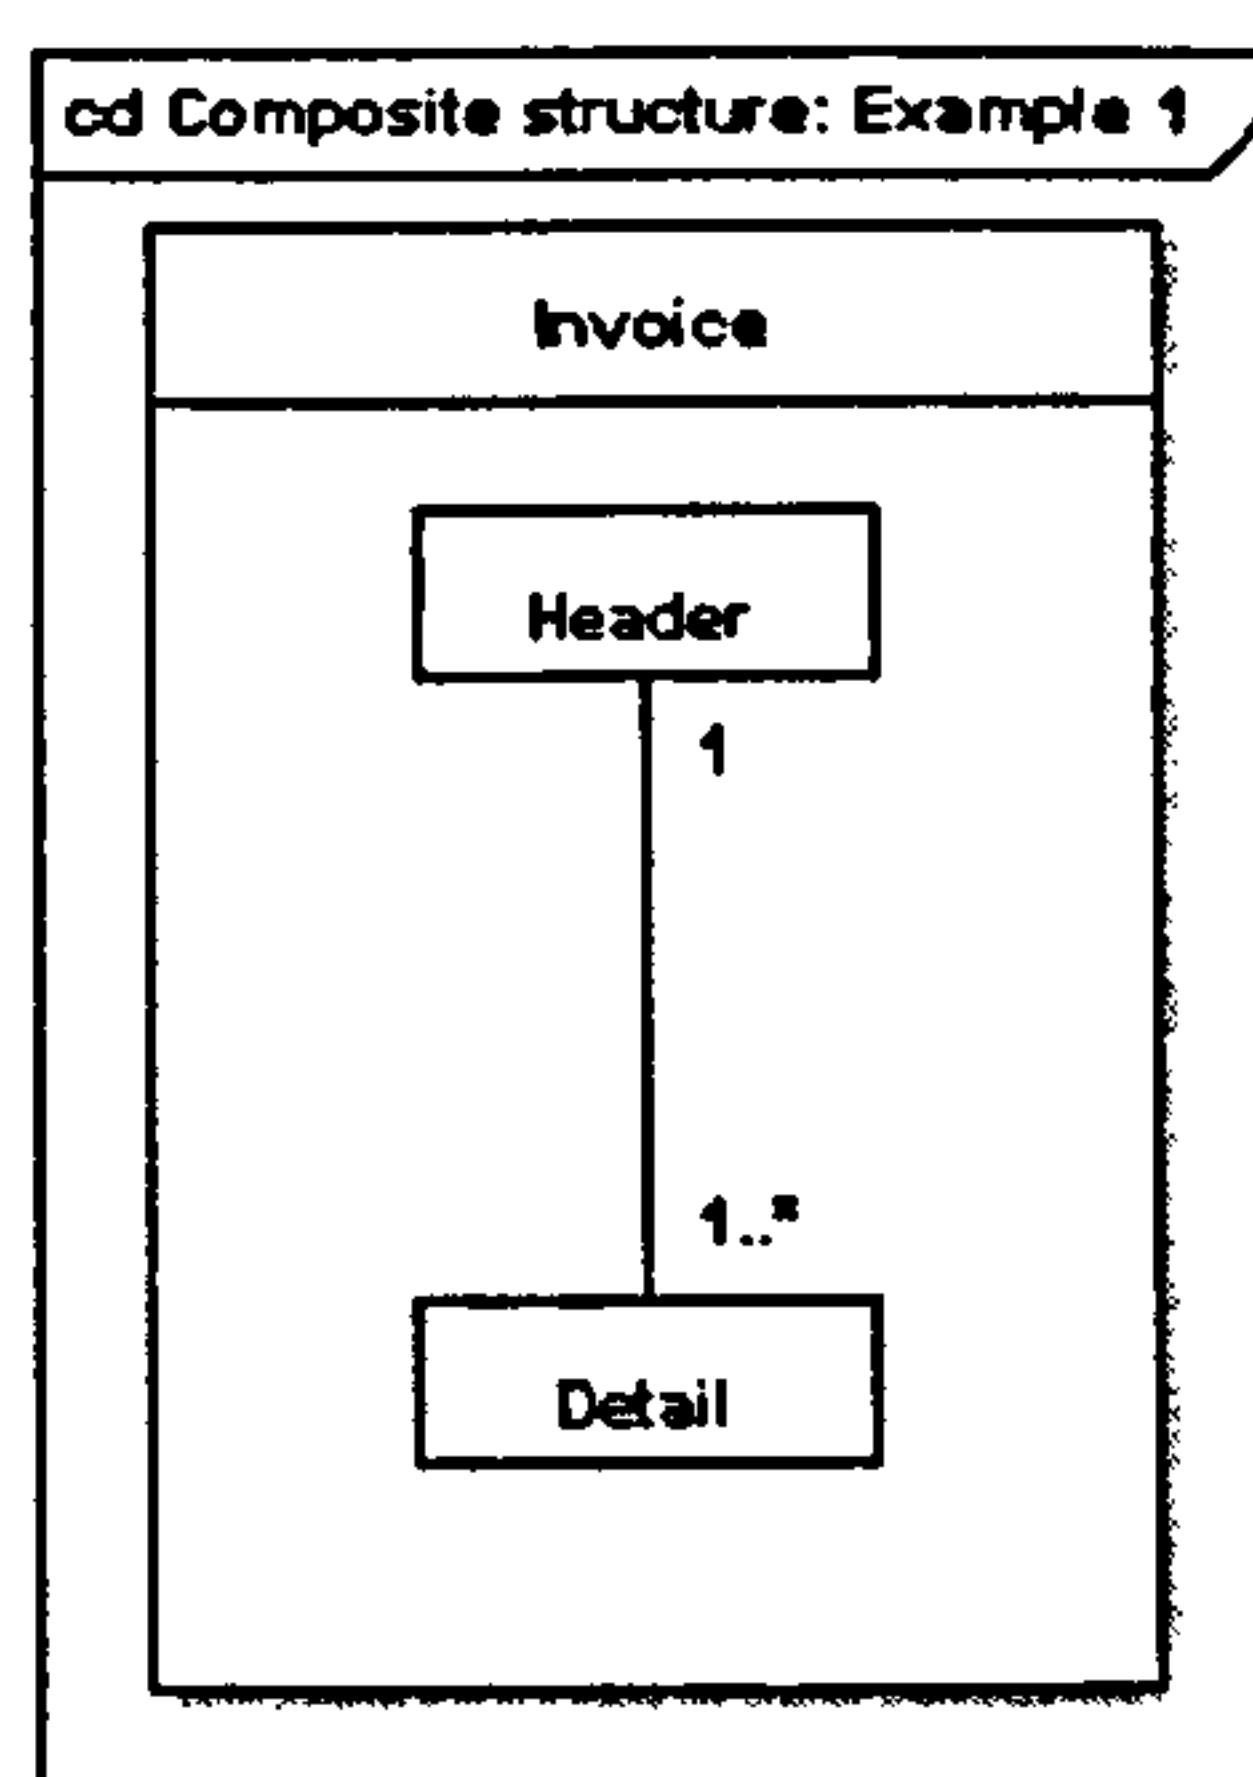 cd Composite structure: Example 1
Invoice
Header
1
1..*
Detail